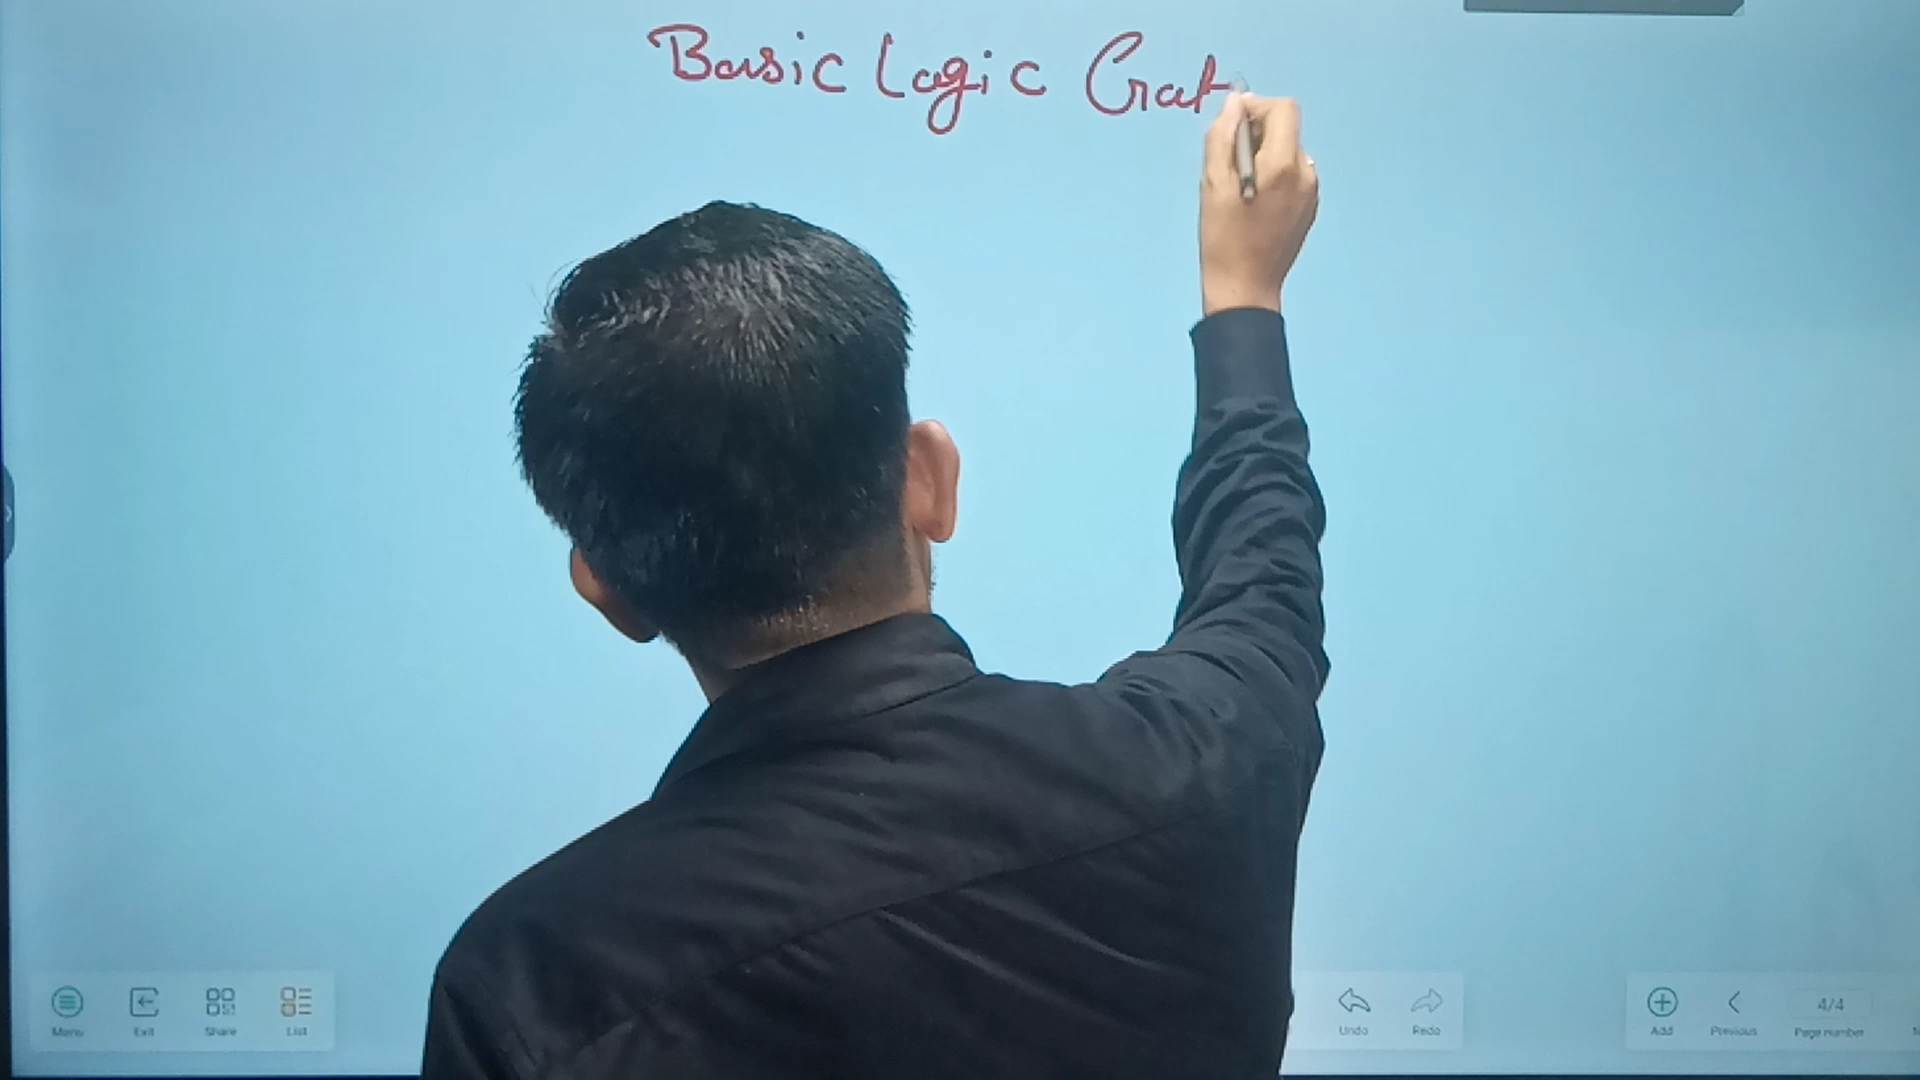 Basic Logic Gat
Menu Exit Share List Undo Redo Add Previous 4/4 Page number